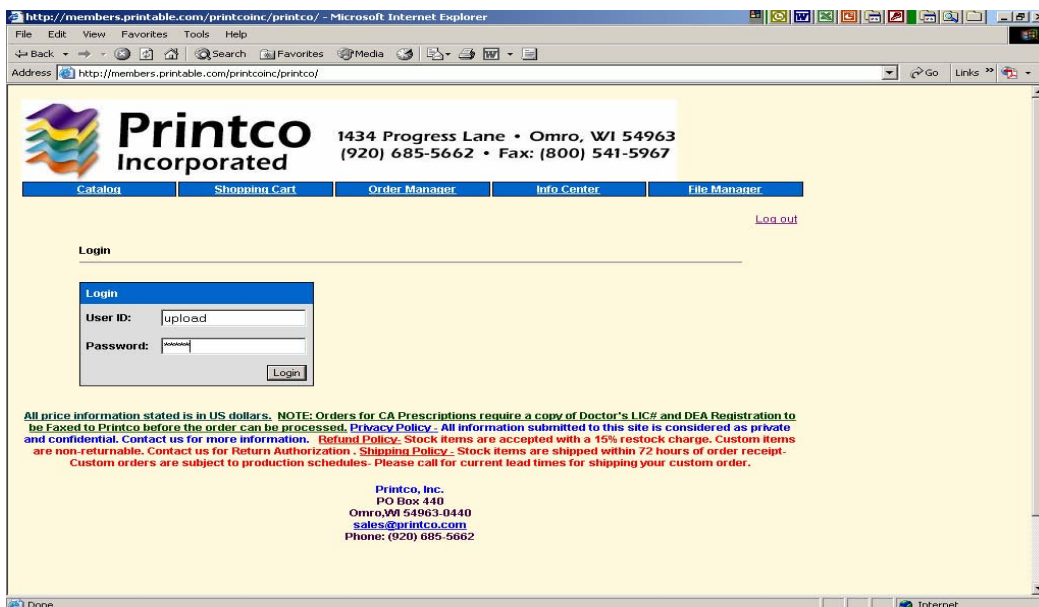 http://members.printable.com/printcoinc/printco/ - Microsoft Internet Explorer
File Edit View Favorites Tools Help
Back Search Favorites Media
Address http://members.printable.com/printcoinc/printco/ Go Links »
Printco
Incorporated
1434 Progress Lane • Omro, WI 54963
(920) 685-5662 • Fax: (800) 541-5967
Catalog Shopping Cart Order Manager Info Center File Manager
Log out
Login
Login
User ID: upload
Password: ******
Login
All price information stated is in US dollars. NOTE: Orders for CA Prescriptions require a copy of Doctor's LIC# and DEA Registration to
be Faxed to Printco before the order can be processed. Privacy Policy - All information submitted to this site is considered as private
and confidential. Contact us for more information. Refund Policy- Stock items are accepted with a 15% restock charge. Custom items
are non-returnable. Contact us for Return Authorization . Shipping Policy - Stock items are shipped within 72 hours of order receipt-
Custom orders are subject to production schedules- Please call for current lead times for shipping your custom order.
Printco, Inc.
PO Box 440
Omro,WI 54963-0440
sales@printco.com
Phone: (920) 685-5662
Done Internet